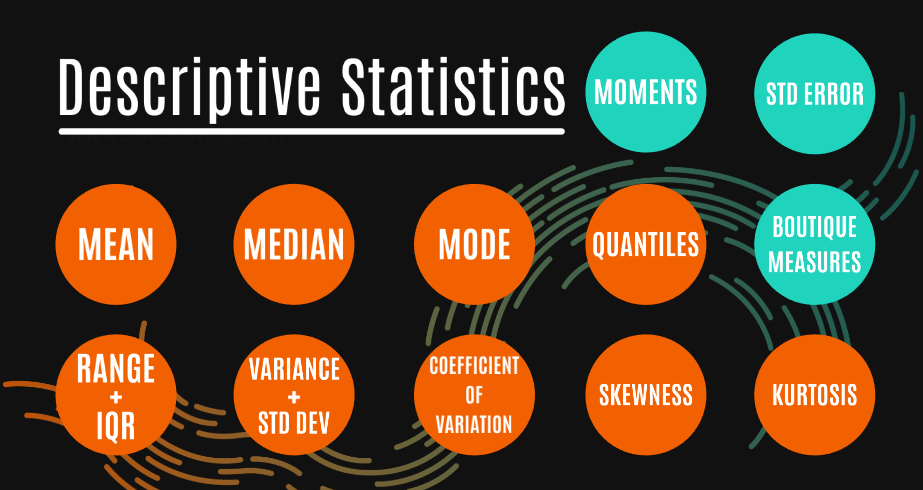 Descriptive Statistics
MOMENTS
STD ERROR
MEAN
MEDIAN
MODE
QUANTILES
BOUTIQUE
MEASURES
RANGE
+
IQR
VARIANCE
+
STD DEV
COEFFICIENT
OF
VARIATION
SKEWNESS
KURTOSIS